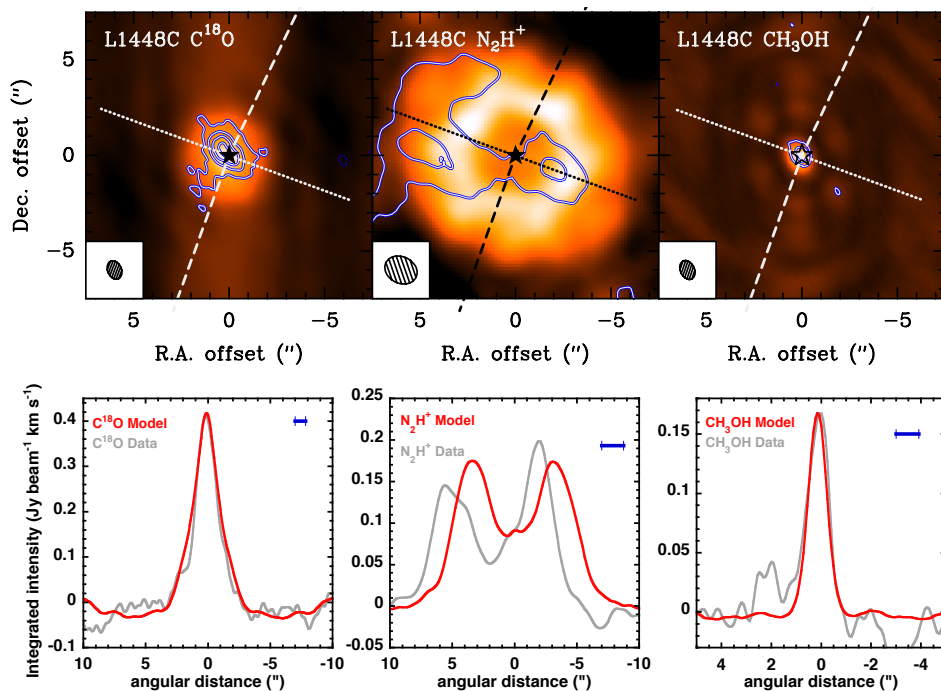 L1448C C¹⁸O
L1448C N₂H⁺
L1448C CH₃OH
Dec. offset (")
5
0
−5
5 0 −5
5 0 −5
5 0 −5
R.A. offset (")
R.A. offset (")
R.A. offset (")
Integrated intensity (Jy beam⁻¹ km s⁻¹)
0.4
0.3
0.2
0.1
0
-0.1
C¹⁸O Model
C¹⁸O Data
10 5 0 -5 -10
angular distance (")
0.25
0.2
0.15
0.1
0.05
0
-0.05
N₂H⁺ Model
N₂H⁺ Data
10 5 0 -5 -10
angular distance (")
0.15
0.1
0.05
0
CH₃OH Model
CH₃OH Data
4 2 0 -2 -4
angular distance (")